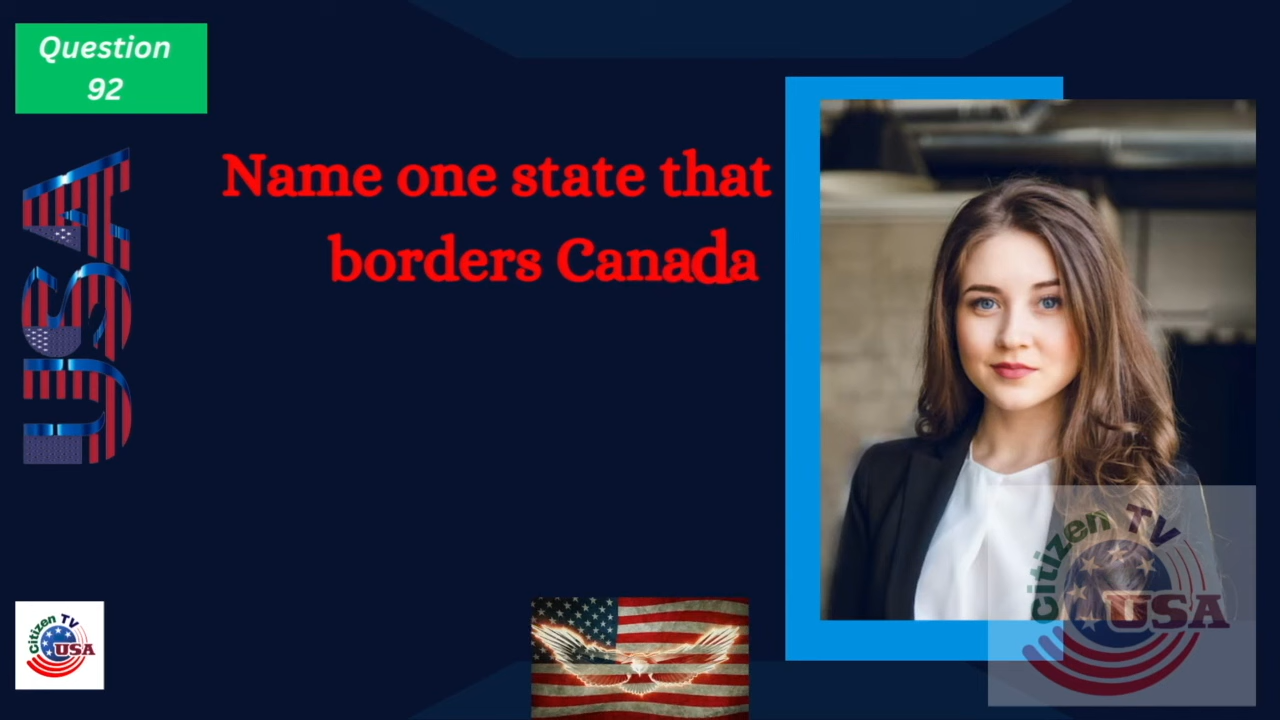 Question
92
USA
Name one state that
borders Canada
Citizen TV
USA
Citizen TV
USA